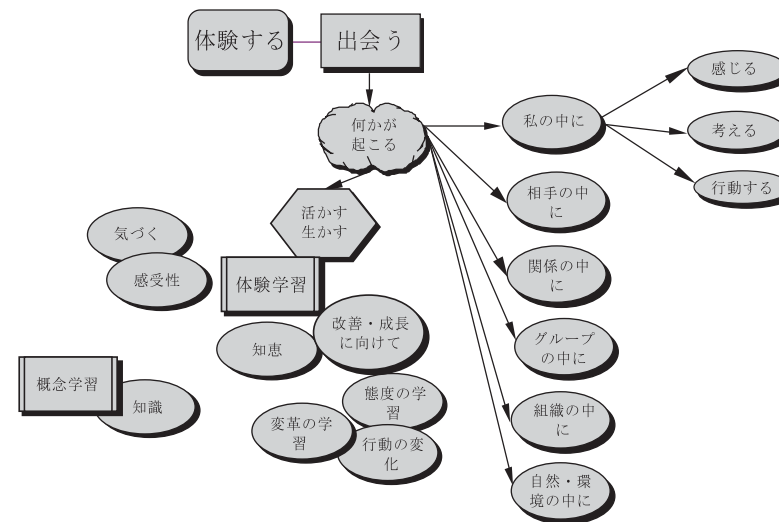 体験する
出会う
何かが
起こる
私の中に
感じる
考える
行動する
相手の中
に
関係の中
に
グループ
の中に
組織の中
に
自然・環
境の中に
活かす
生かす
気づく
感受性
体験学習
知恵
改善・成長
に向けて
概念学習
知識
態度の学
習
変革の学
習
行動の変
化